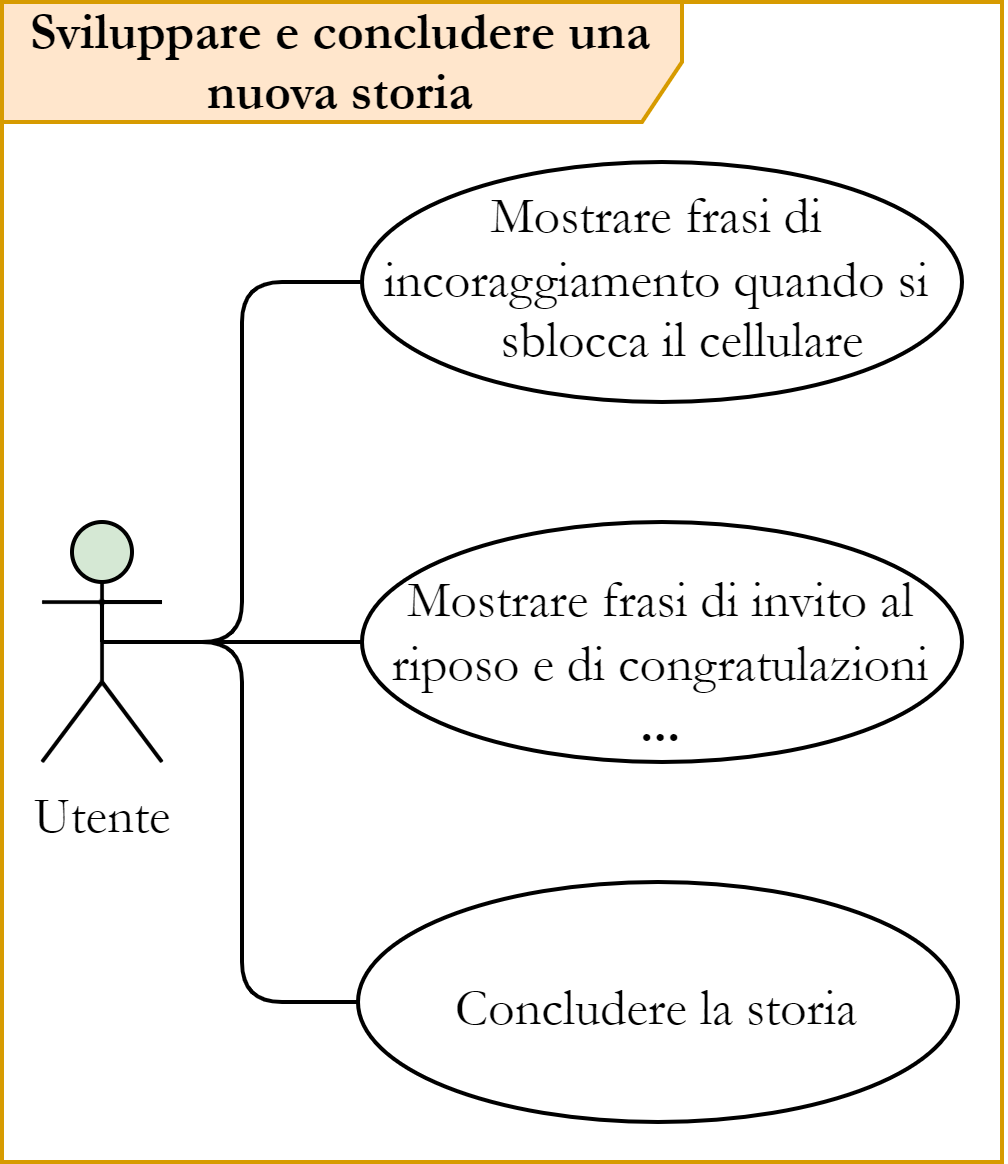 Sviluppare e concludere una
nuova storia
Mostrare frasi di
incoraggiamento quando si
sblocca il cellulare
Mostrare frasi di invito al
riposo e di congratulazioni
...
Utente
Concludere la storia